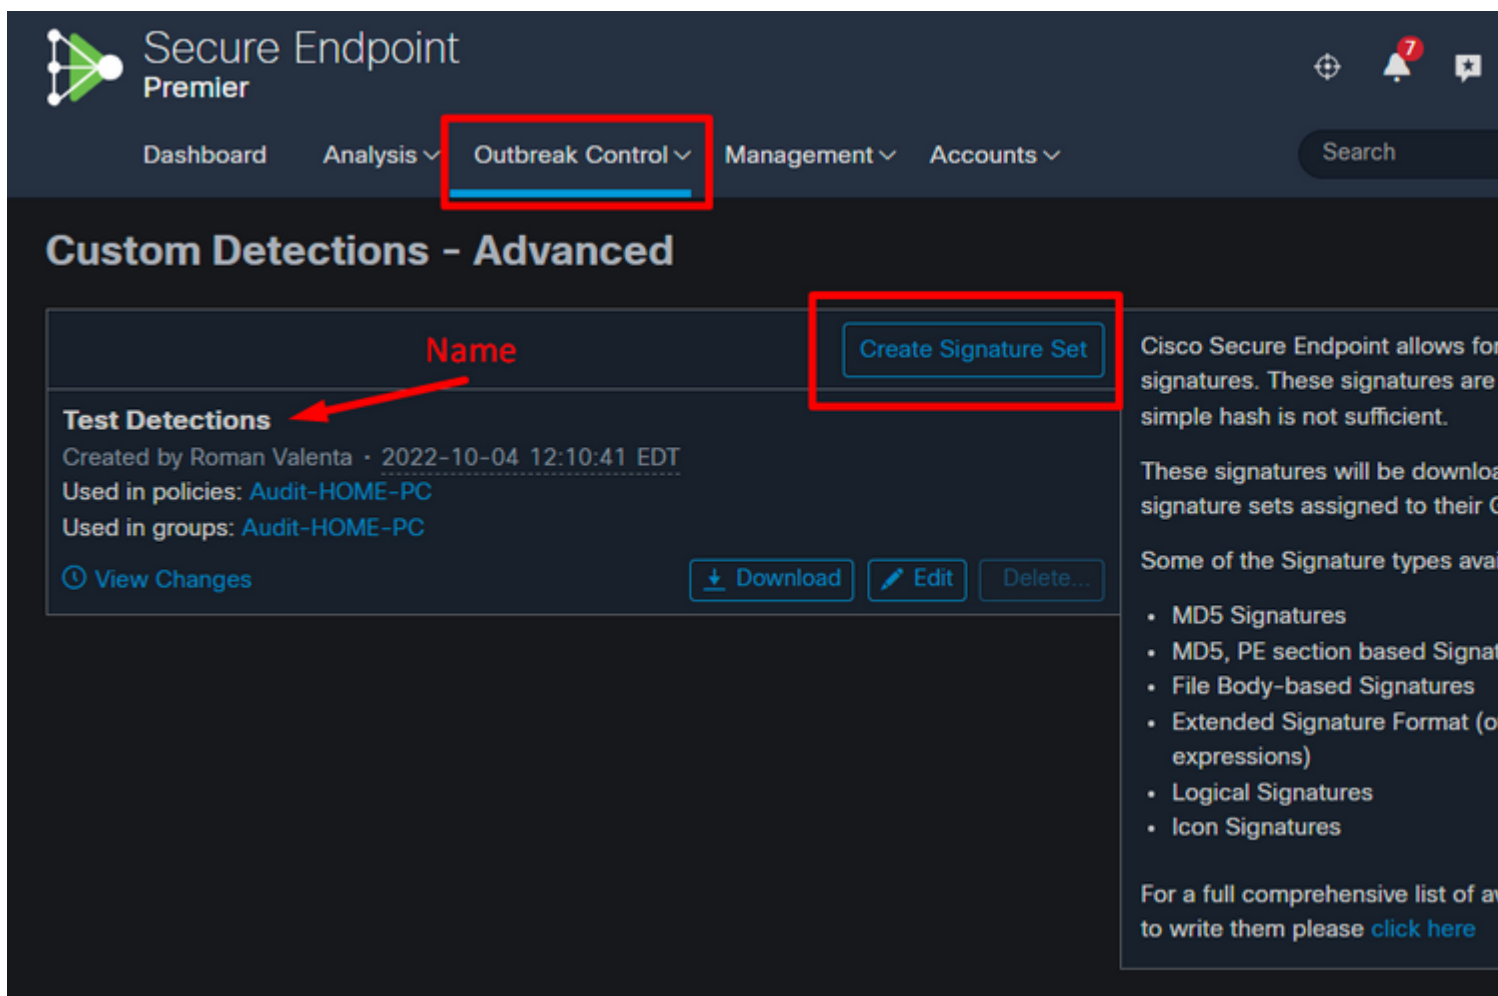 Secure Endpoint
Premier
7
Dashboard Analysis Outbreak Control Management Accounts Search
Custom Detections - Advanced
Name
Create Signature Set
Test Detections
Created by Roman Valenta · 2022-10-04 12:10:41 EDT
Used in policies: Audit-HOME-PC
Used in groups: Audit-HOME-PC
View Changes
Download Edit Delete...
Cisco Secure Endpoint allows for
signatures. These signatures are
simple hash is not sufficient.
These signatures will be
signature sets assigned to their
Some of the Signature types
• MD5 Signatures
• MD5, PE section based
• File Body-based Signatures
• Extended Signature Format
expressions)
• Logical Signatures
• Icon Signatures
For a full comprehensive list of
to write them please click here